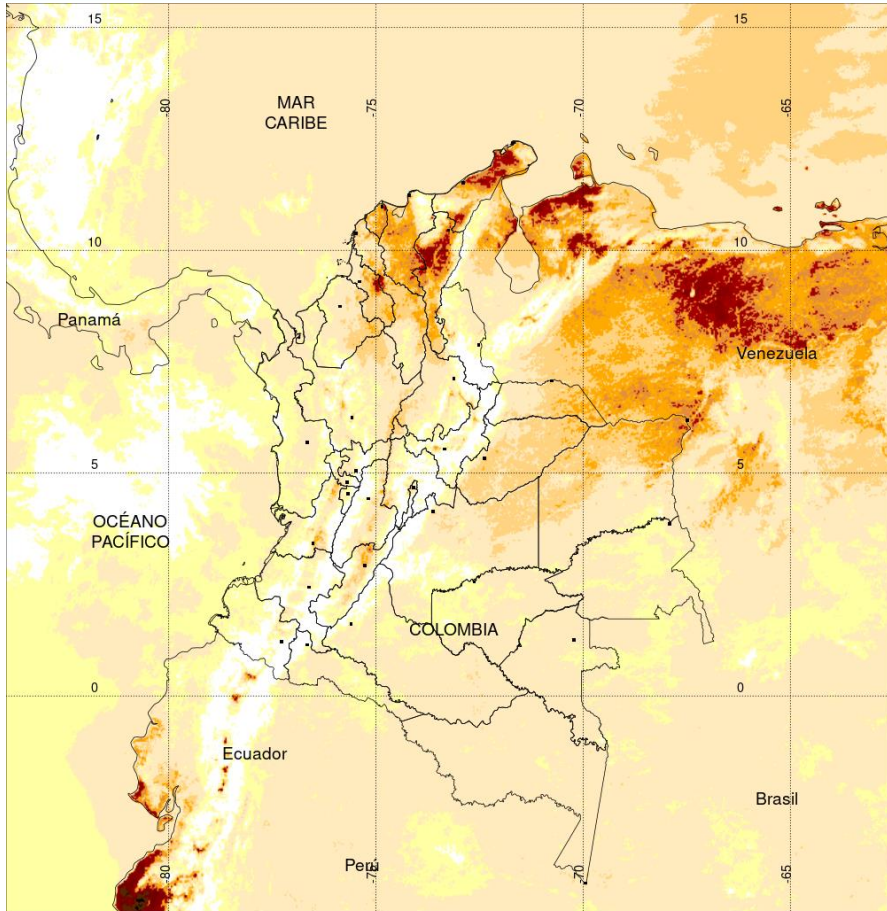 15 15
-80 -75 -70 -65
MAR
CARIBE
10 10
Panamá
Venezuela
5 5
OCÉANO
PACÍFICO
COLOMBIA
0 0
Ecuador
Brasil
Perú
-80 -75 -70 -65